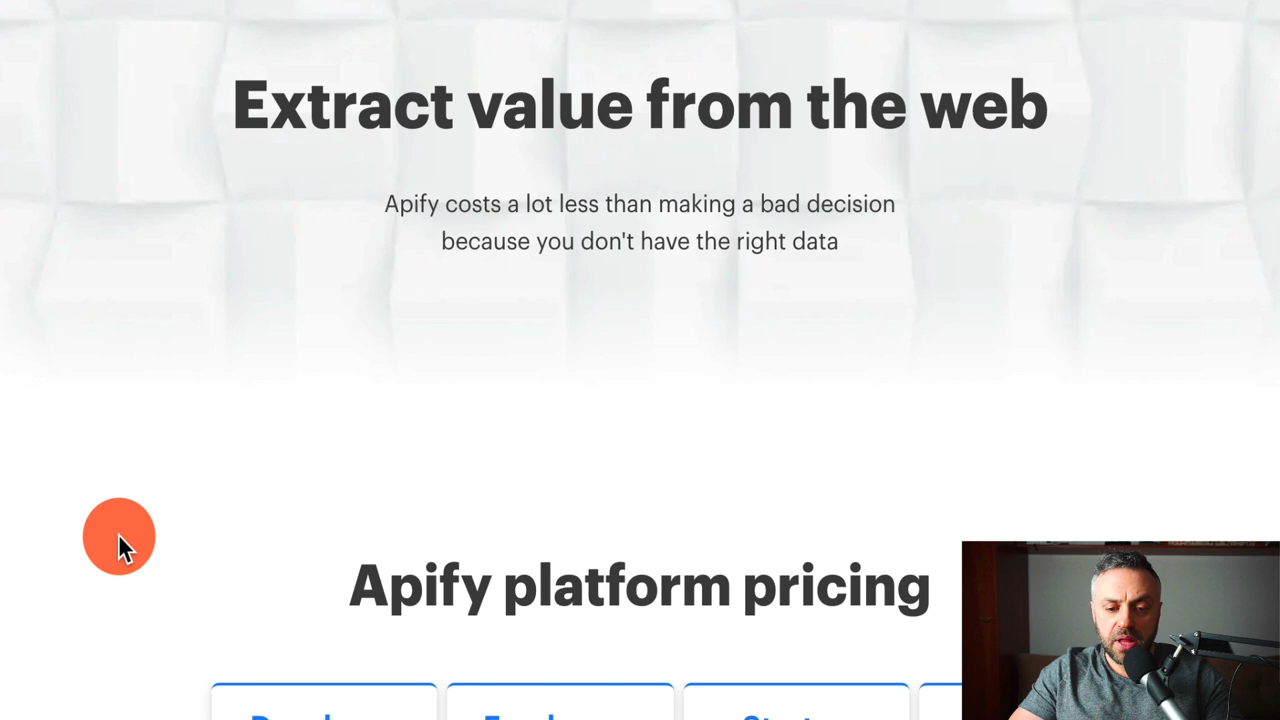 Extract value from the web
Apify costs a lot less than making a bad decision
because you don't have the right data
Apify platform pricing